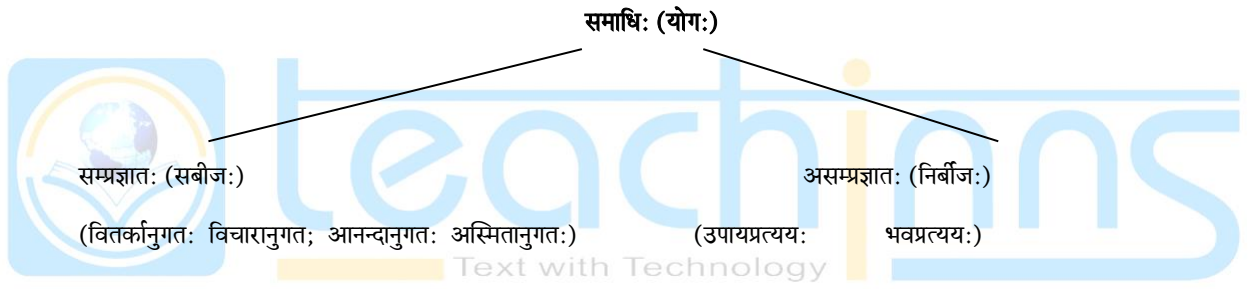 समाधि: (योग:)
teachinns
सम्प्रज्ञात: (सबीज:) असम्प्रज्ञात: (निर्बीज:)
(वितर्कानुगत: विचारानुगत; आनन्दानुगत: अस्मितानुगत:) (उपायप्रत्यय: भवप्रत्यय:)
Text with Technology